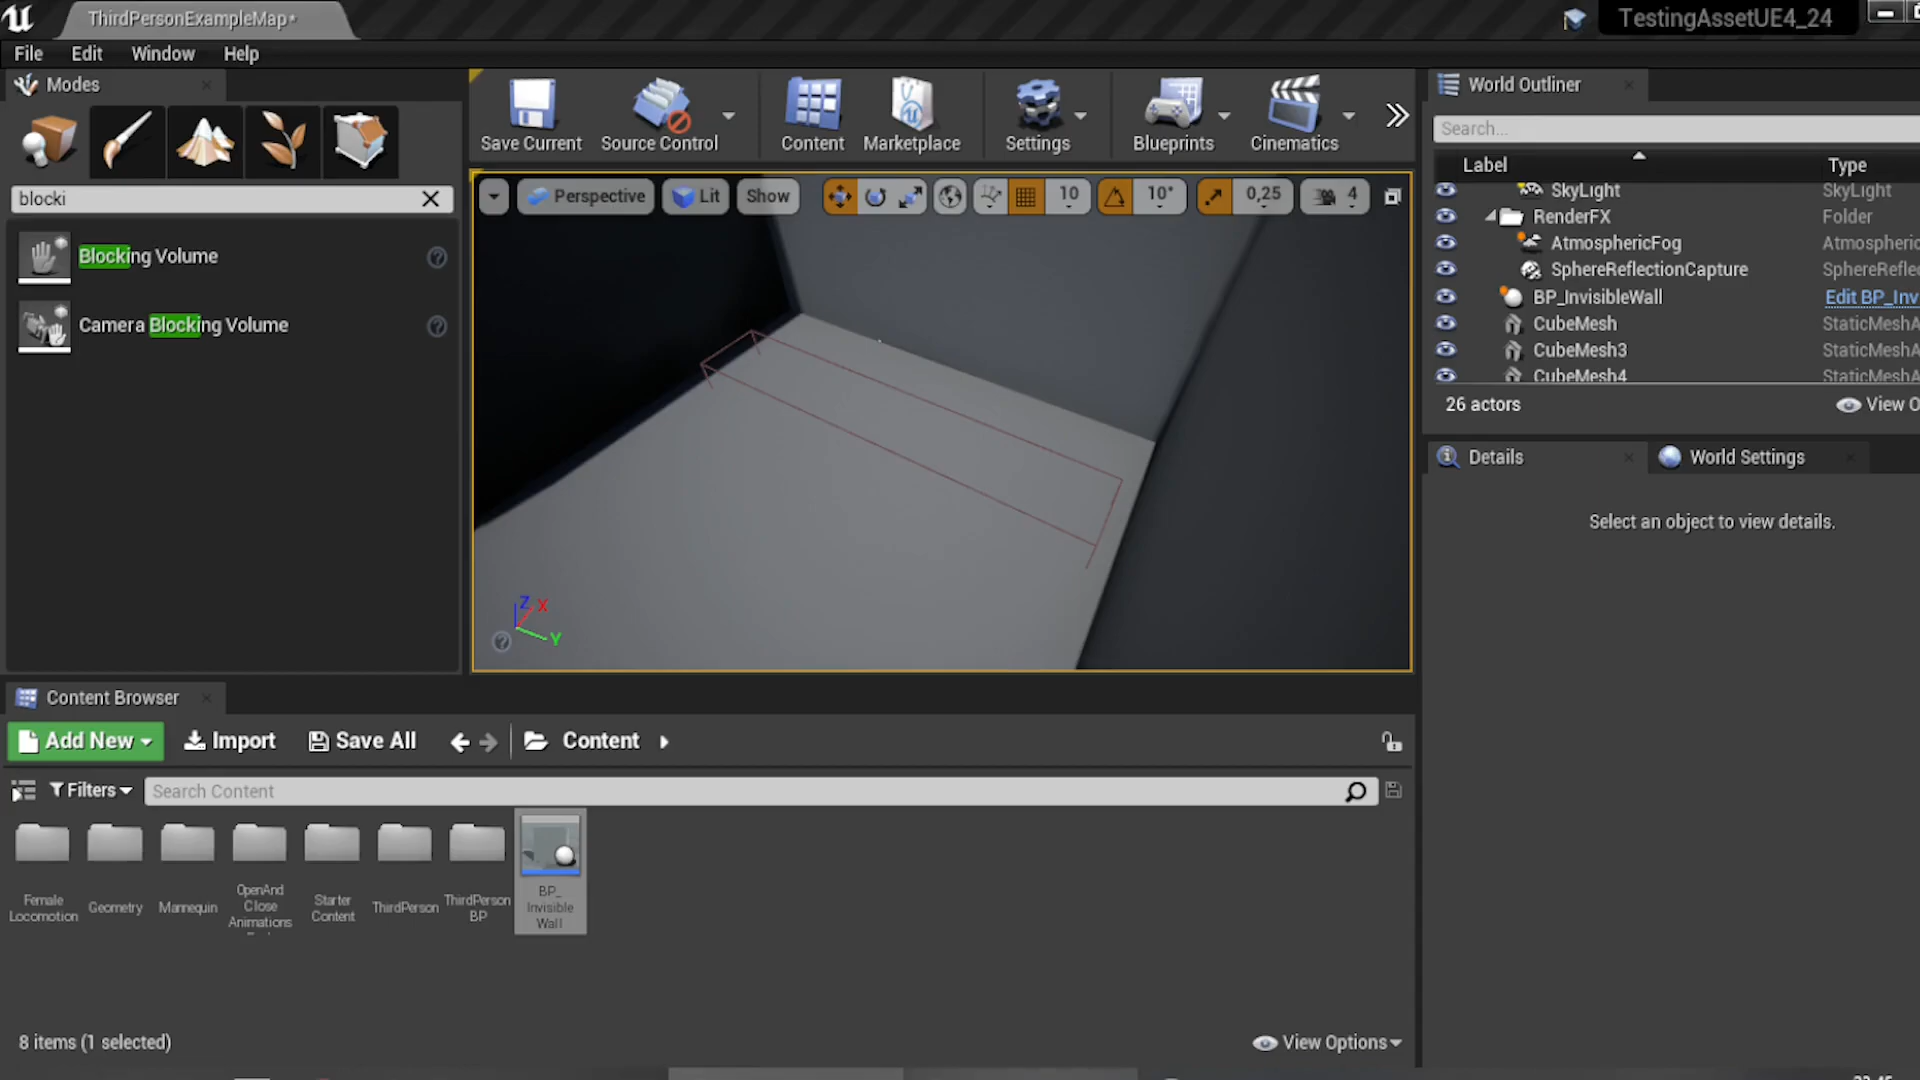 ThirdPersonExampleMap*
TestingAssetUE4_24
File Edit Window Help
Modes
blocki
Blocking Volume
Camera Blocking Volume
Save Current
Source Control
Content
Marketplace
Settings
Blueprints
Cinematics
Perspective
Lit
Show
10
10°
0,25
4
Z X
Y
World Outliner
Search...
Label Type
SkyLight SkyLight
RenderFX Folder
AtmosphericFog Atmospheric
SphereReflectionCapture SphereRefle
BP_InvisibleWall Edit BP_Inv
CubeMesh StaticMeshA
CubeMesh3 StaticMeshA
CubeMesh4 StaticMeshA
26 actors View O
Details
World Settings
Select an object to view details.
Content Browser
Add New
Import
Save All
Content
Filters
Search Content
Female
Locomotion
Geometry
Mannequin
OpenAnd
Close
Animations
Starter
Content
ThirdPerson
ThirdPerson
BP
BP_
Invisible
Wall
8 items (1 selected)
View Options